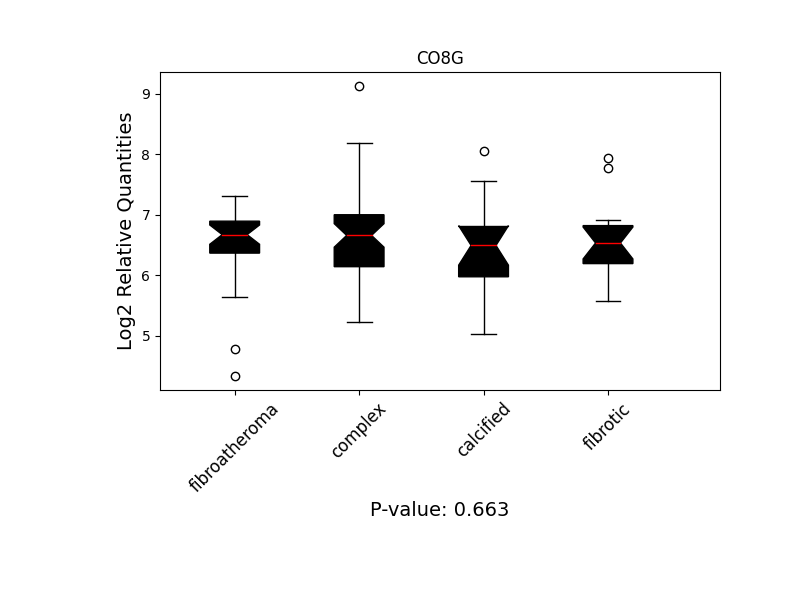 CO8G
Log2 Relative Quantities
9
8
7
6
5
fibroatheroma
complex
calcified
fibrotic
P-value: 0.663